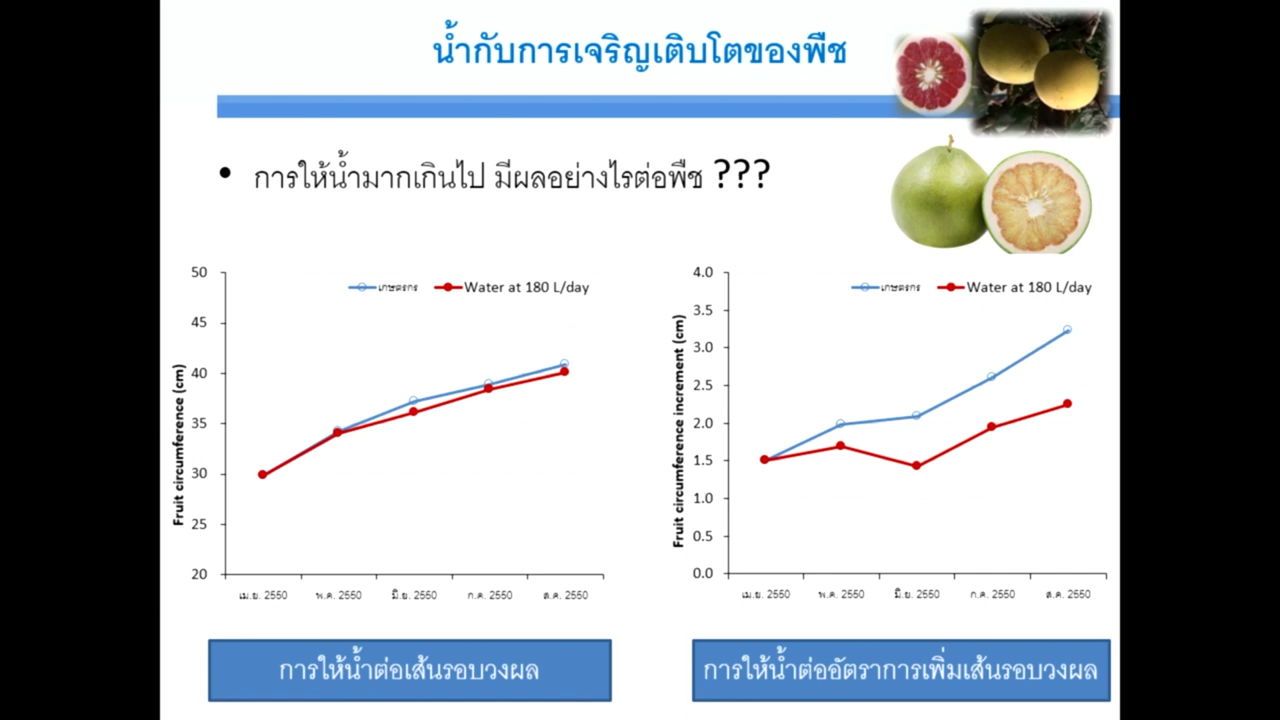 น้ำกับการเจริญเติบโตของพืช
• การให้น้ำมากเกินไป มีผลอย่างไรต่อพืช ???
50
45
40
35
30
25
20
Fruit circumference (cm)
เกษตรกร Water at 180 L/day
เม.ย. 2550 พ.ค. 2550 มิ.ย. 2550 ก.ค. 2550 ส.ค. 2550
การให้น้ำต่อเส้นรอบวงผล
4.0
3.5
3.0
2.5
2.0
1.5
1.0
0.5
0.0
Fruit circumference increment (cm)
เกษตรกร Water at 180 L/day
เม.ย. 2550 พ.ค. 2550 มิ.ย. 2550 ก.ค. 2550 ส.ค. 2550
การให้น้ำต่ออัตราการเพิ่มเส้นรอบวงผล